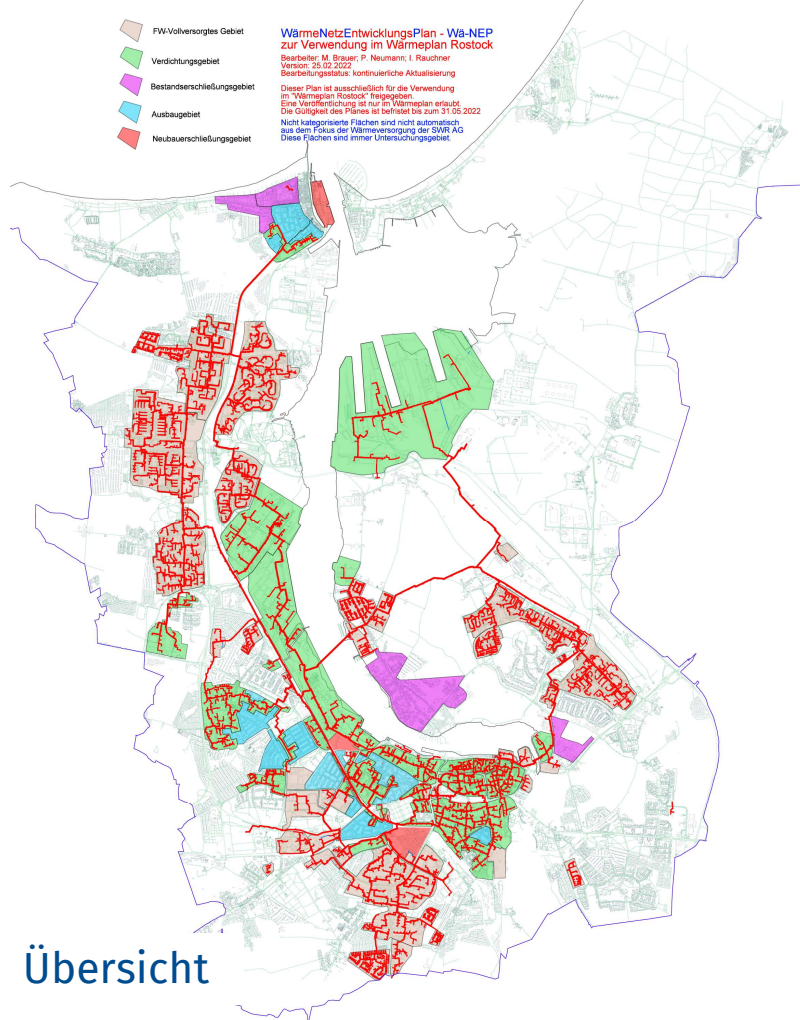 FW-Vollversorgtes Gebiet
Verdichtungsgebiet
Bestandserschließungsgebiet
Ausbaugebiet
Neubauerschließungsgebiet
WärmeNetzEntwicklungsPlan - Wä-NEP
zur Verwendung im Wärmeplan Rostock
Bearbeiter: M. Brauer; P. Neumann; I. Rauchner
Version: 25.02.2022
Bearbeitungsstatus: kontinuierliche Aktualisierung
Dieser Plan ist ausschließlich für die Verwendung
im "Wärmeplan Rostock" freigegeben.
Eine Veröffentlichung ist nur im Wärmeplan erlaubt.
Die Gültigkeit des Planes ist befristet bis zum 31.05.2022
Nicht kategorisierte Flächen sind nicht automatisch
aus dem Fokus der Wärmeversorgung der SWR AG
Diese Flächen sind immer Untersuchungsgebiet.
Übersicht